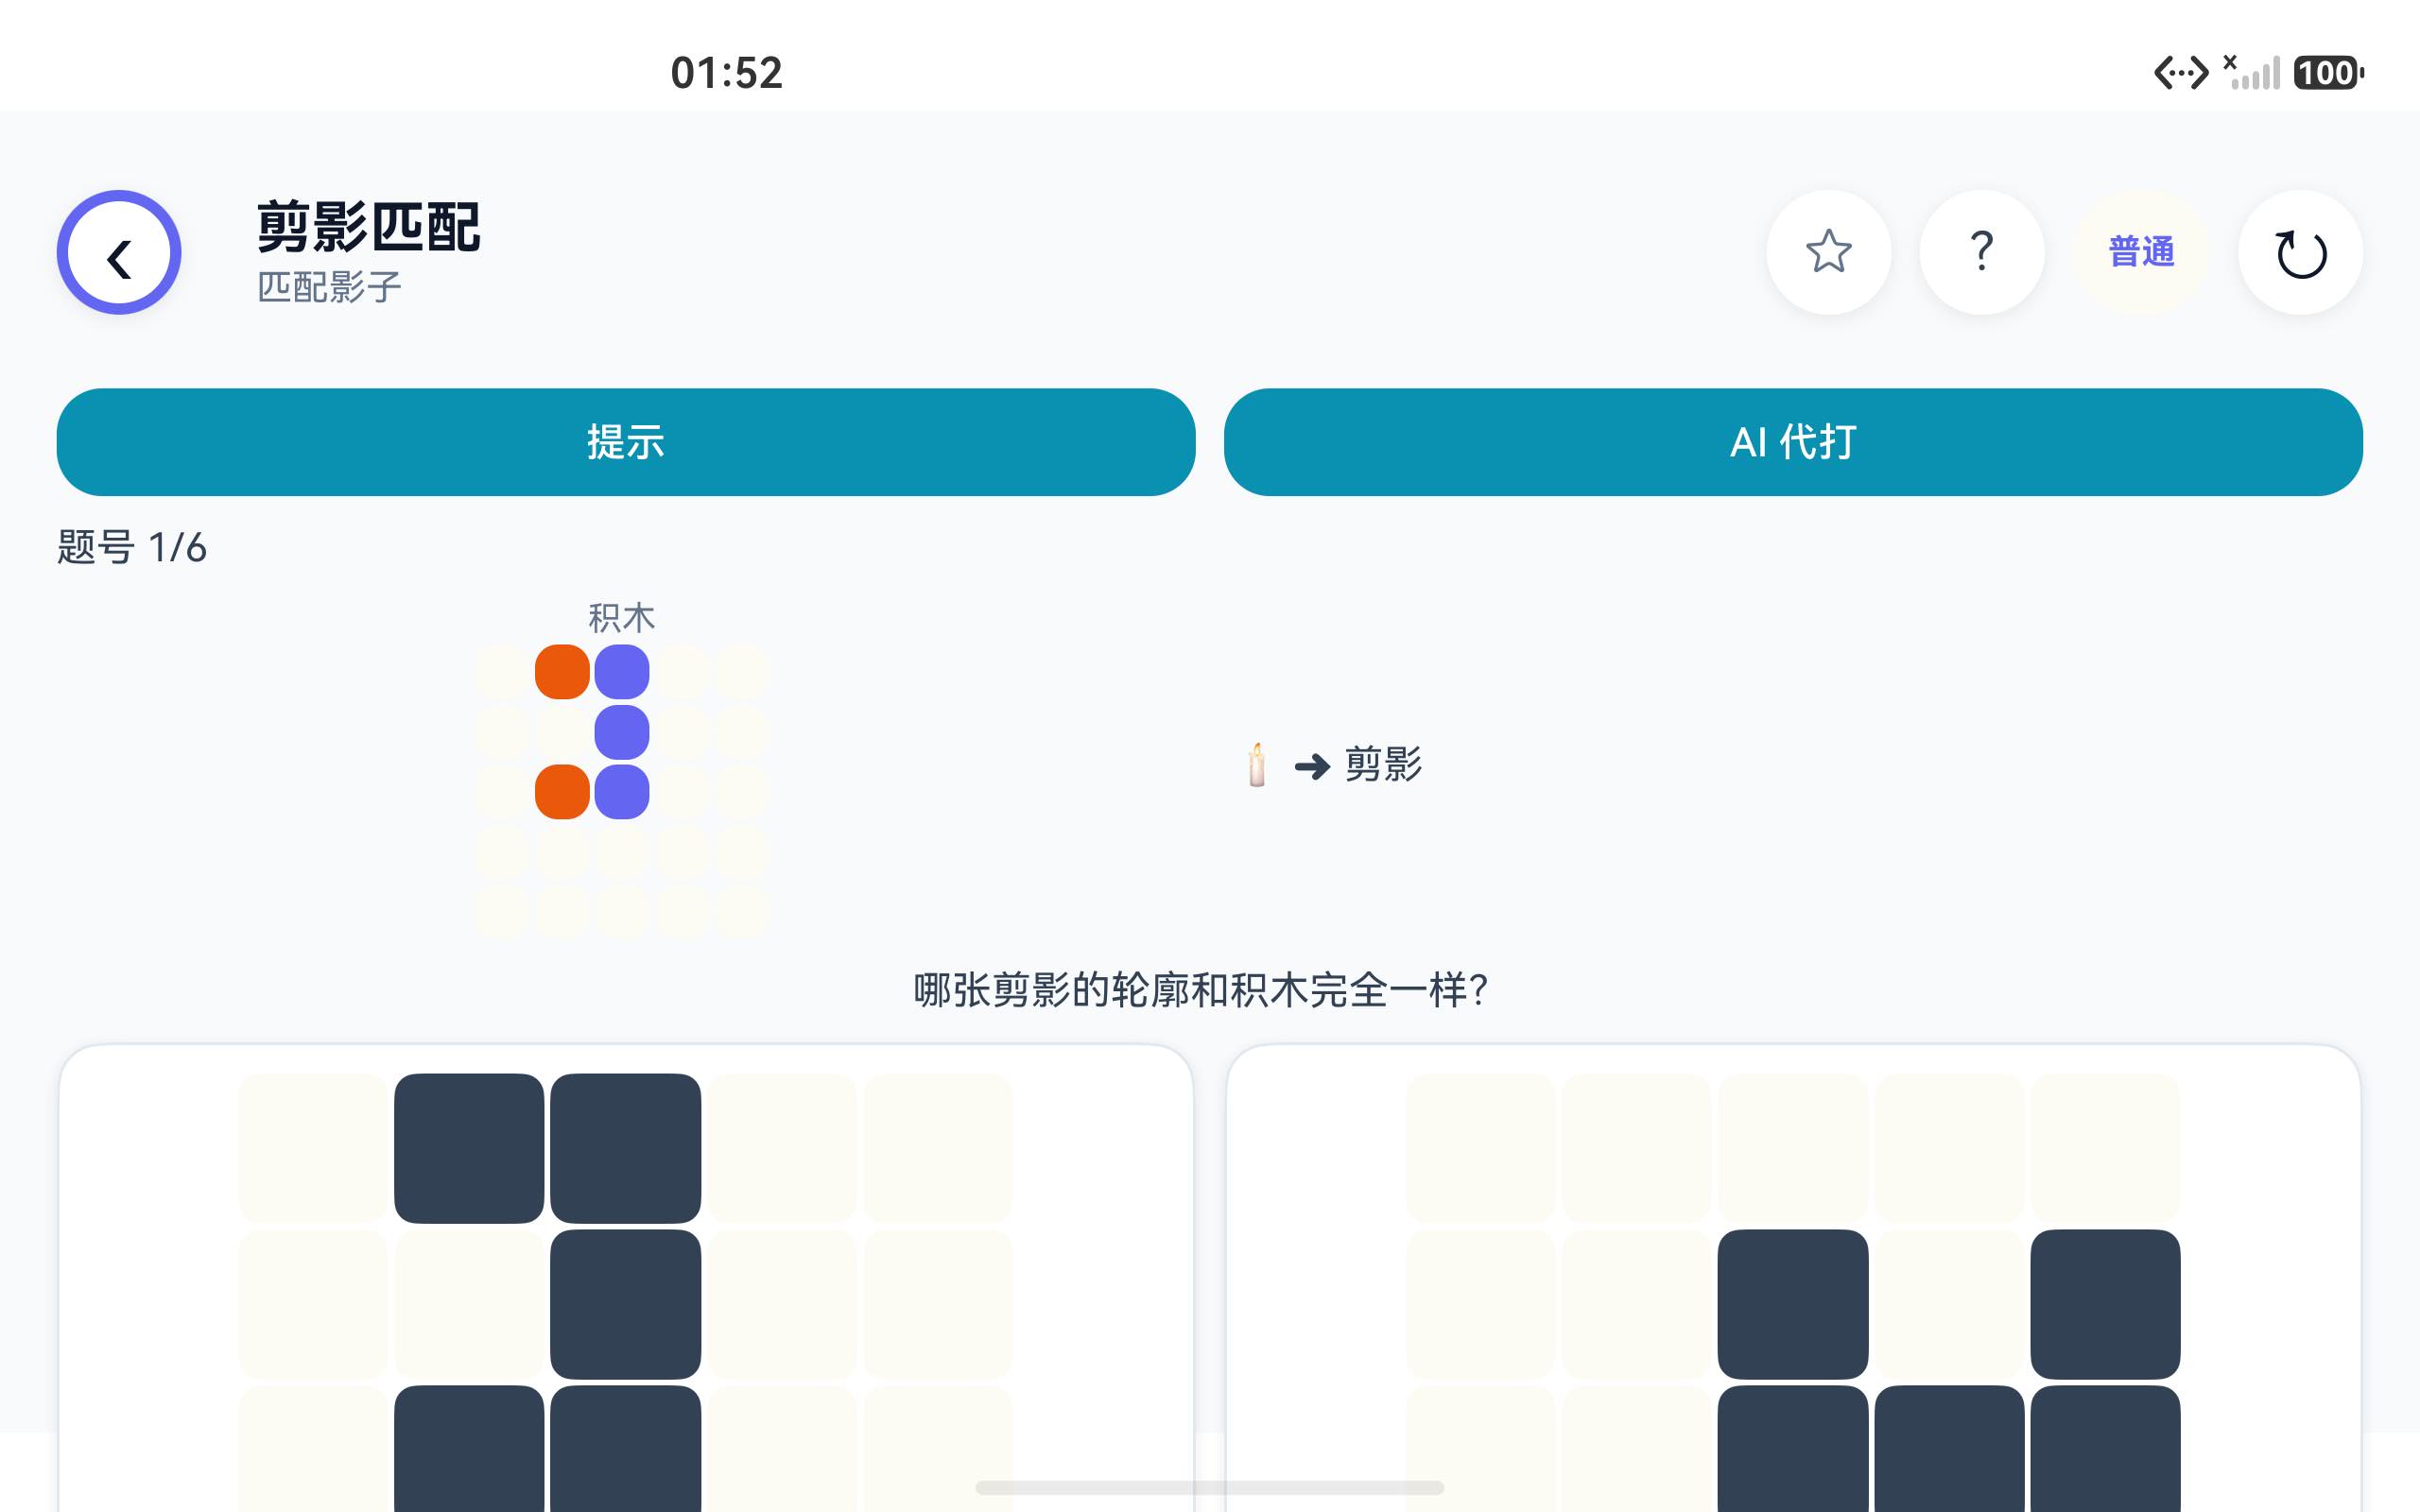 01:52
100
剪影匹配
匹配影子
?
普通
提示
AI 代打
题号 1/6
积木
🕯️ ➜ 剪影
哪张剪影的轮廓和积木完全一样?